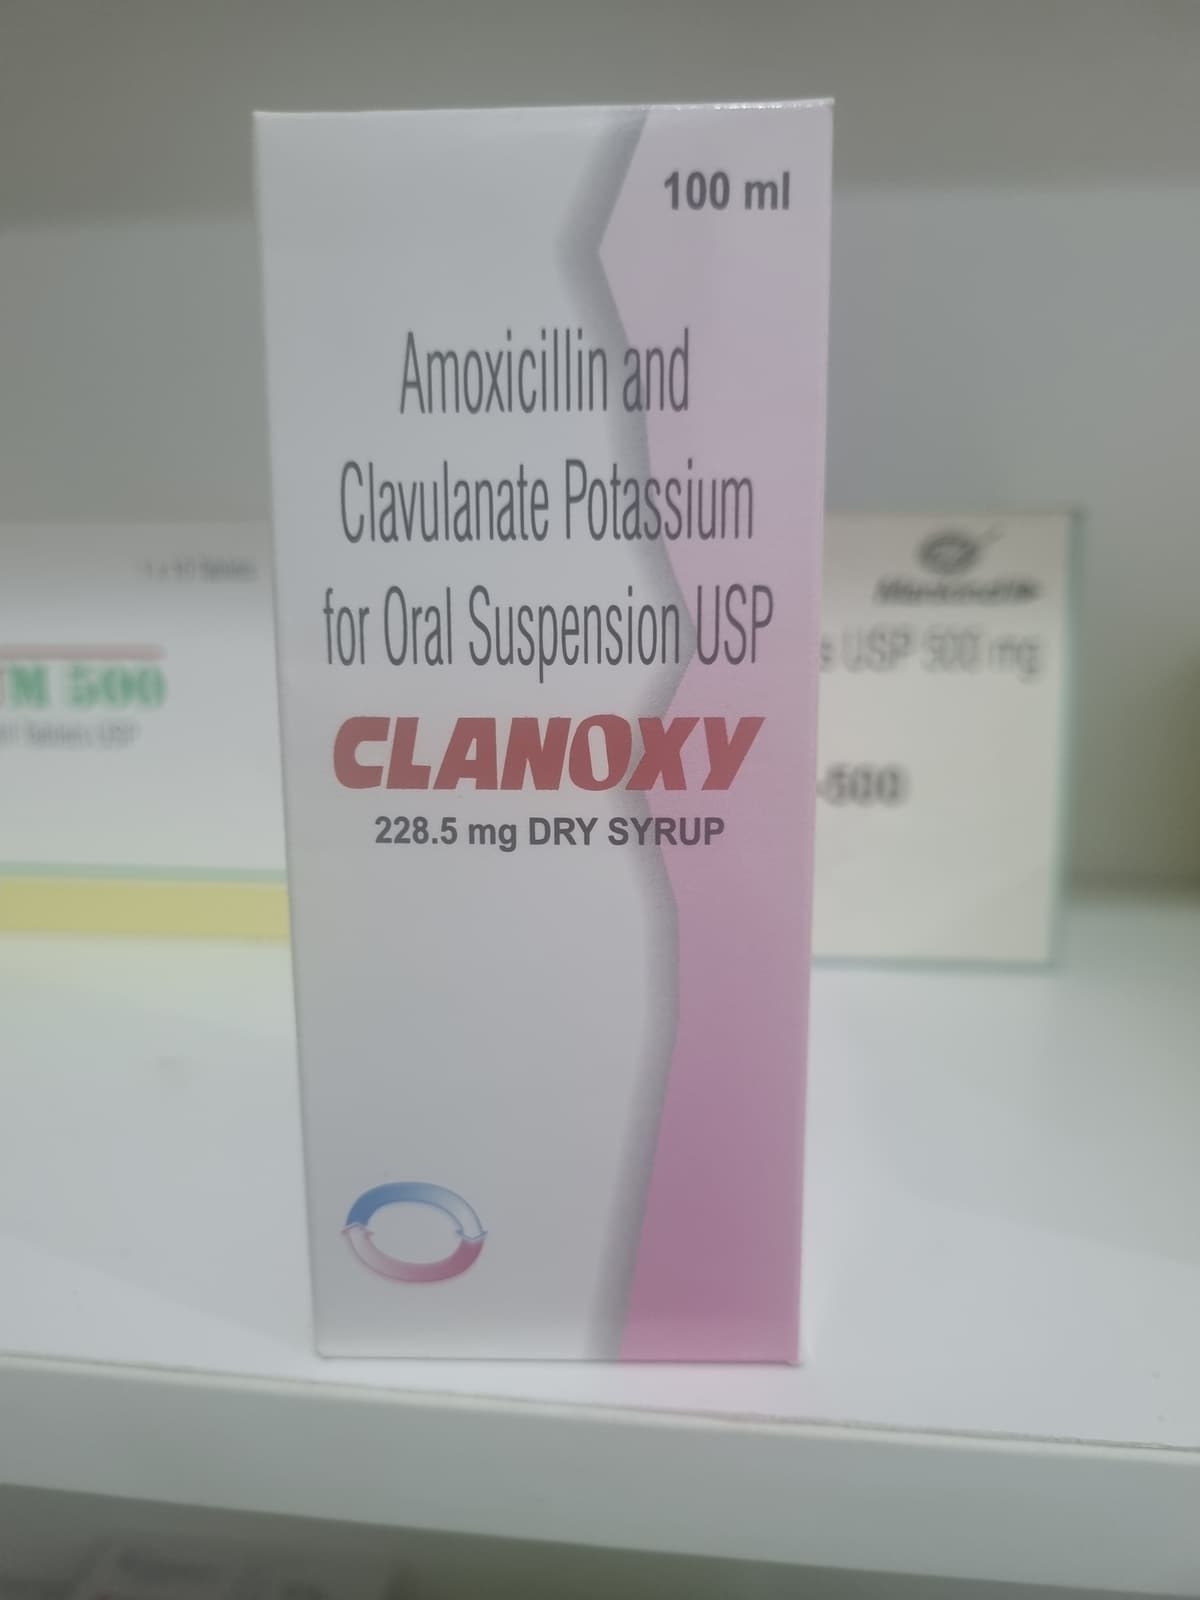 100 ml
Amoxicillin and
Clavulanate Potassium
for Oral Suspension USP
CLANOXY
228.5 mg DRY SYRUP
M 500
USP 500 mg
-500